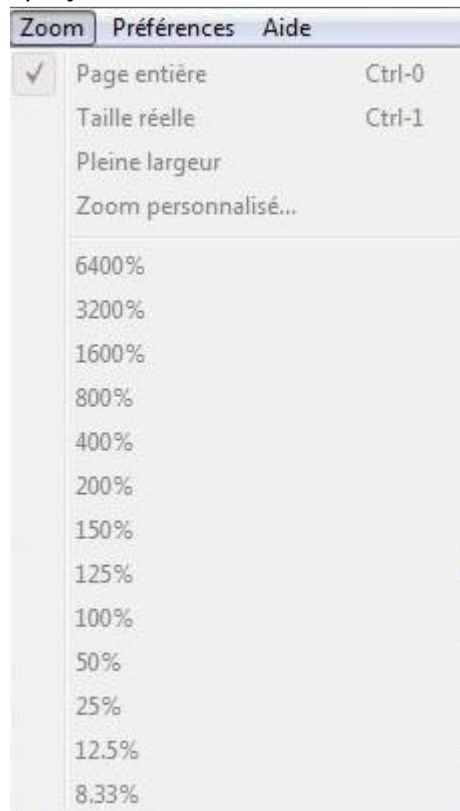 Zoom Préférences Aide
Page entière Ctrl-0
Taille réelle Ctrl-1
Pleine largeur
Zoom personnalisé...
6400%
3200%
1600%
800%
400%
200%
150%
125%
100%
50%
25%
12.5%
8.33%